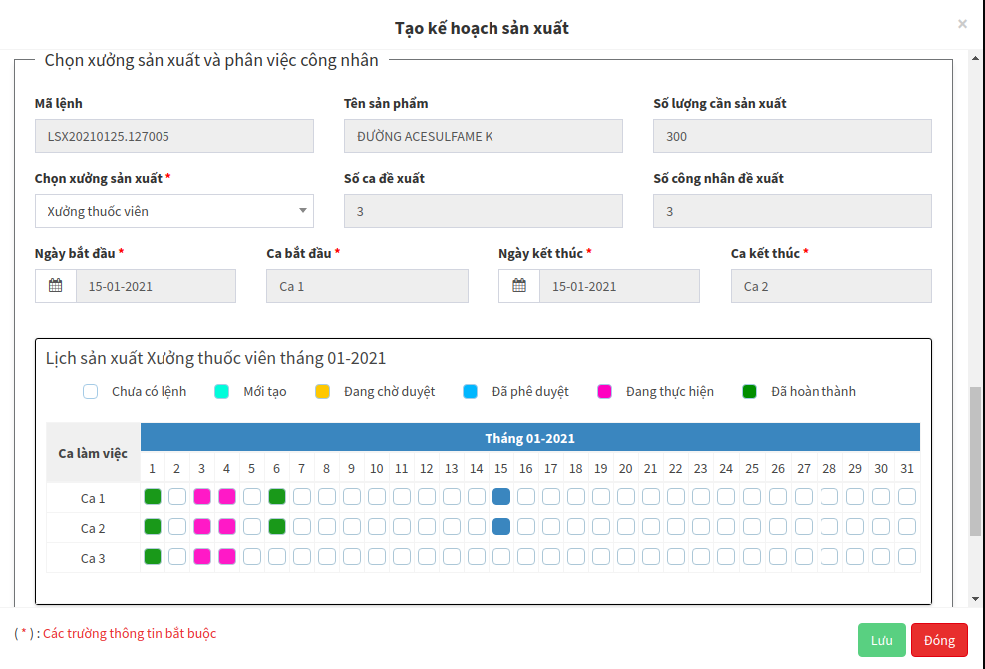 Tạo kế hoạch sản xuất
×
Chọn xưởng sản xuất và phân việc công nhân
Mã lệnh Tên sản phẩm Số lượng cần sản xuất
LSX20210125.127005 ĐƯỜNG ACESULFAME K 300
Chọn xưởng sản xuất * Số ca đề xuất Số công nhân đề xuất
Xưởng thuốc viên 3 3
Ngày bắt đầu * Ca bắt đầu * Ngày kết thúc * Ca kết thúc *
15-01-2021 Ca 1 15-01-2021 Ca 2
Lịch sản xuất Xưởng thuốc viên tháng 01-2021
Chưa có lệnh Mới tạo Đang chờ duyệt Đã phê duyệt Đang thực hiện Đã hoàn thành
Ca làm việc Tháng 01-2021
1 2 3 4 5 6 7 8 9 10 11 12 13 14 15 16 17 18 19 20 21 22 23 24 25 26 27 28 29 30 31
Ca 1
Ca 2
Ca 3
( * ) : Các trường thông tin bắt buộc
Lưu Đóng